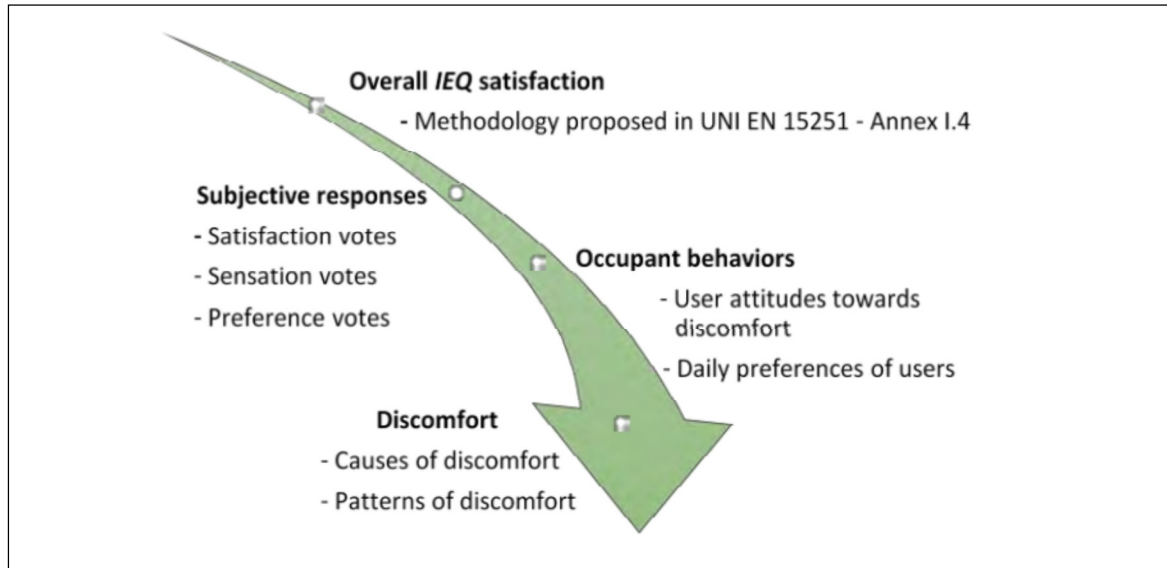 Overall IEQ satisfaction
- Methodology proposed in UNI EN 15251 - Annex I.4
Subjective responses
- Satisfaction votes
- Sensation votes
- Preference votes
Occupant behaviors
- User attitudes towards
discomfort
- Daily preferences of users
Discomfort
- Causes of discomfort
- Patterns of discomfort